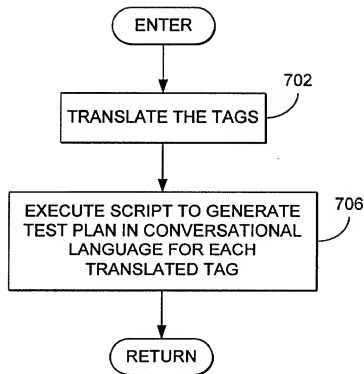 ENTER
702
TRANSLATE THE TAGS
706
EXECUTE SCRIPT TO GENERATE
TEST PLAN IN CONVERSATIONAL
LANGUAGE FOR EACH
TRANSLATED TAG
RETURN